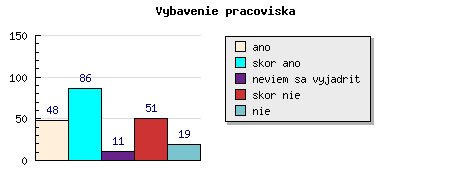 Vybavenie pracoviska
150
100
50
0
48
86
11
51
19
ano
skor ano
neviem sa vyjadrit
skor nie
nie